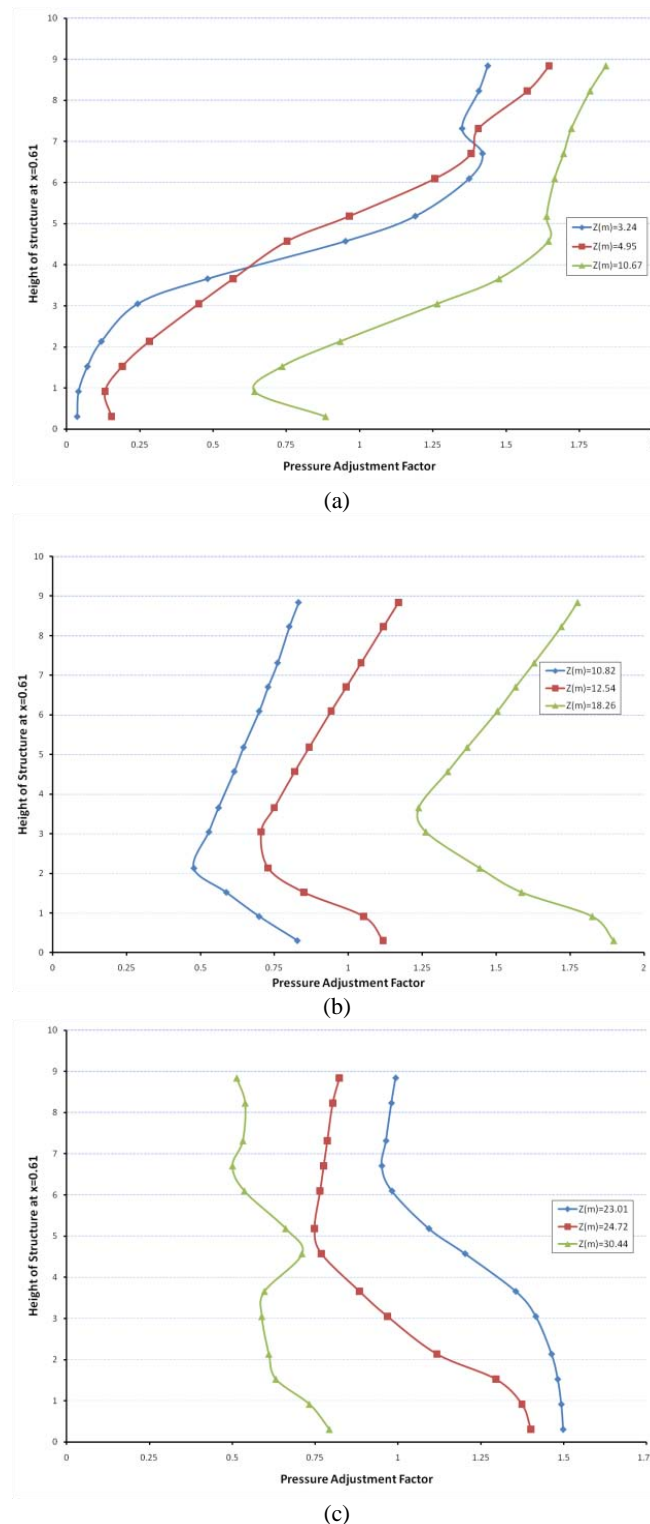 10
9
8
7
6
5
4
3
2
1
0
Height of structure at x=0.61
Z(m)=3.24
Z(m)=4.95
Z(m)=10.67
0 0.25 0.5 0.75 1 1.25 1.5 1.75
Pressure Adjustment Factor
(a)
10
9
8
7
6
5
4
3
2
1
0
Height of Structure at x=0.61
Z(m)=10.82
Z(m)=12.54
Z(m)=18.26
0 0.25 0.5 0.75 1 1.25 1.5 1.75 2
Pressure Adjustment Factor
(b)
10
9
8
7
6
5
4
3
2
1
0
Height of Structure at x=0.61
Z(m)=23.01
Z(m)=24.72
Z(m)=30.44
0 0.25 0.5 0.75 1 1.25 1.5 1.75
Pressure Adjustment Factor
(c)